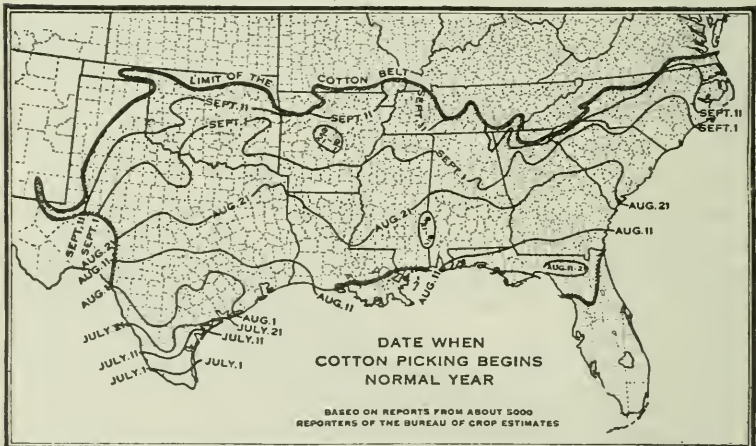 LIMIT OF THE COTTON BELT
SEPT. 11
SEPT. 11
SEPT. 11
SEPT. 1
SEPT. 11
SEPT. 1
SEPT. 1
AUG. 21
AUG. 21
AUG. 21
AUG. 11
SEPT. 11
SEPT. 1
AUG. 21
AUG. 11
AUG. 1
AUG. 11
AUG. 11
AUG. 11-21
JULY. 21
AUG. 1
JULY. 21
JULY. 11
JULY. 11
JULY. 1
JULY. 1
DATE WHEN
COTTON PICKING BEGINS
NORMAL YEAR
BASED ON REPORTS FROM ABOUT 5000
REPORTERS OF THE BUREAU OF CROP ESTIMATES